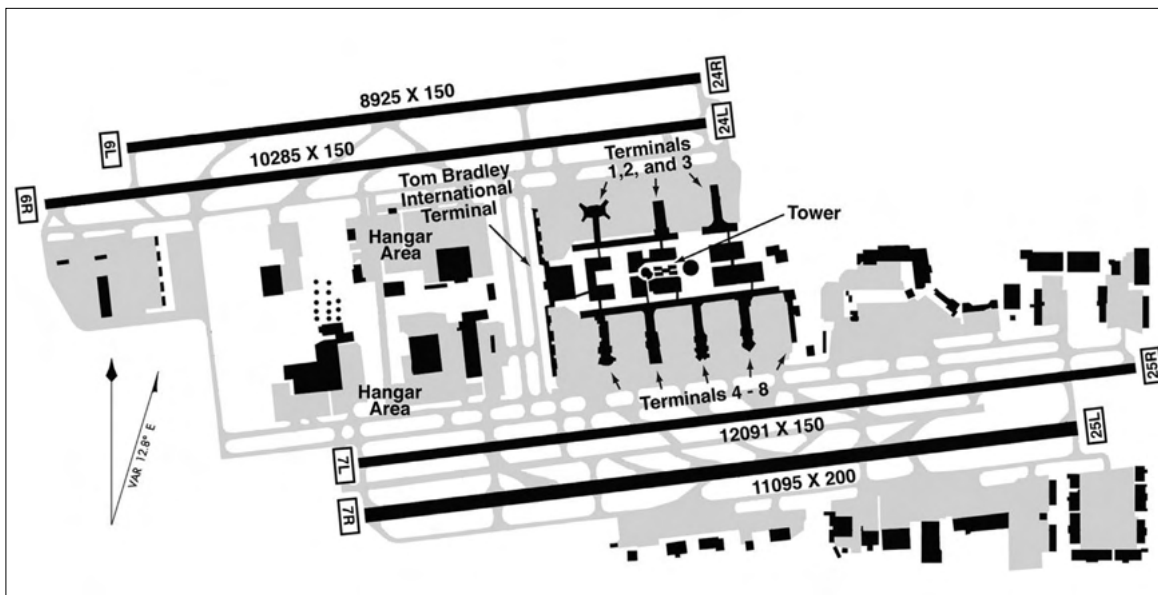 8925 X 150
24R
6L
10285 X 150
24L
6R
Terminals
1,2, and 3
Tom Bradley
International
Terminal
Tower
Hangar
Area
VAR 12.8° E
Hangar
Area
Terminals 4 - 8
25R
12091 X 150
7L
25L
11095 X 200
7R